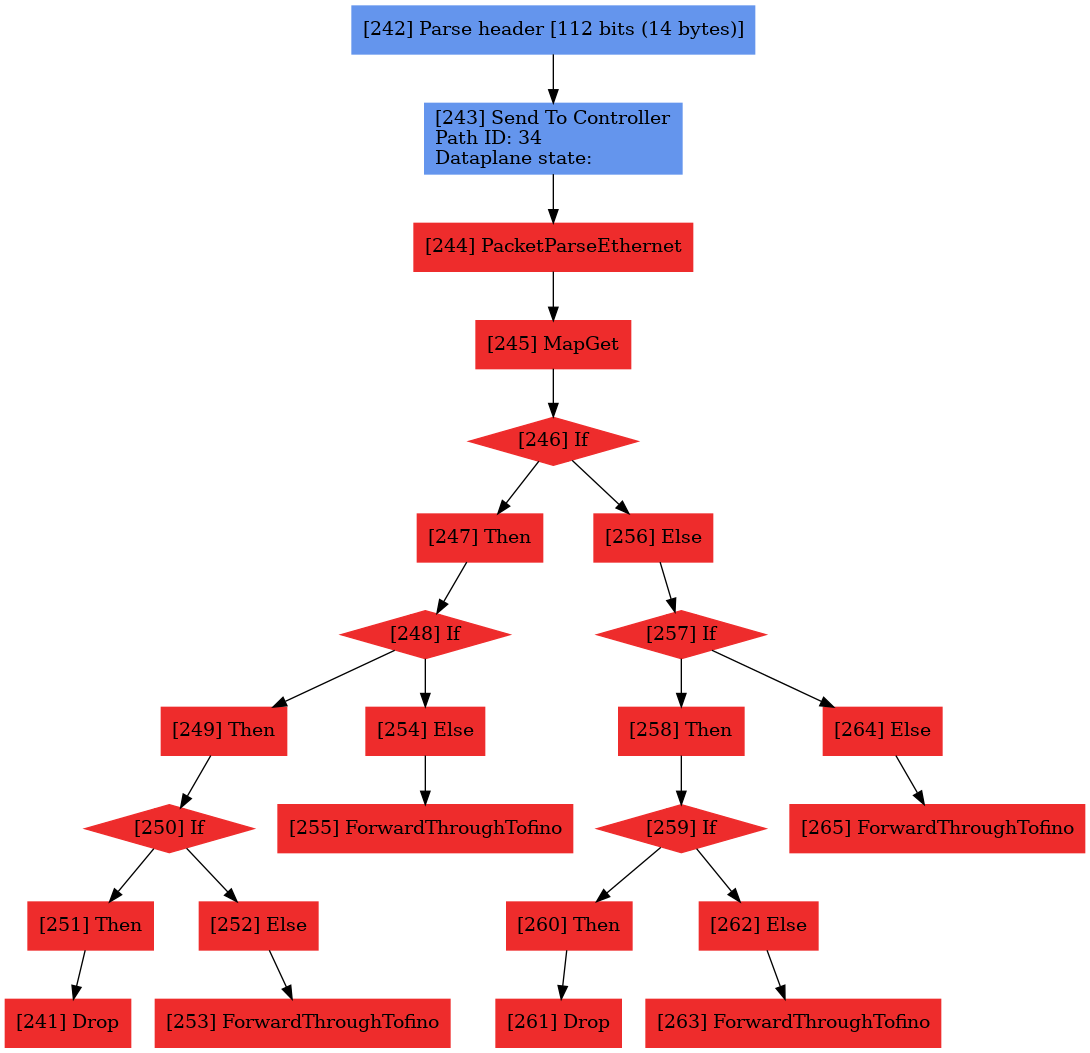 [242] Parse header [112 bits (14 bytes)]
[243] Send To Controller
Path ID: 34
Dataplane state:
[244] PacketParseEthernet
[245] MapGet
[246] If
[247] Then
[256] Else
[248] If
[257] If
[249] Then
[254] Else
[258] Then
[264] Else
[250] If
[255] ForwardThroughTofino
[259] If
[265] ForwardThroughTofino
[251] Then
[252] Else
[260] Then
[262] Else
[241] Drop
[253] ForwardThroughTofino
[261] Drop
[263] ForwardThroughTofino